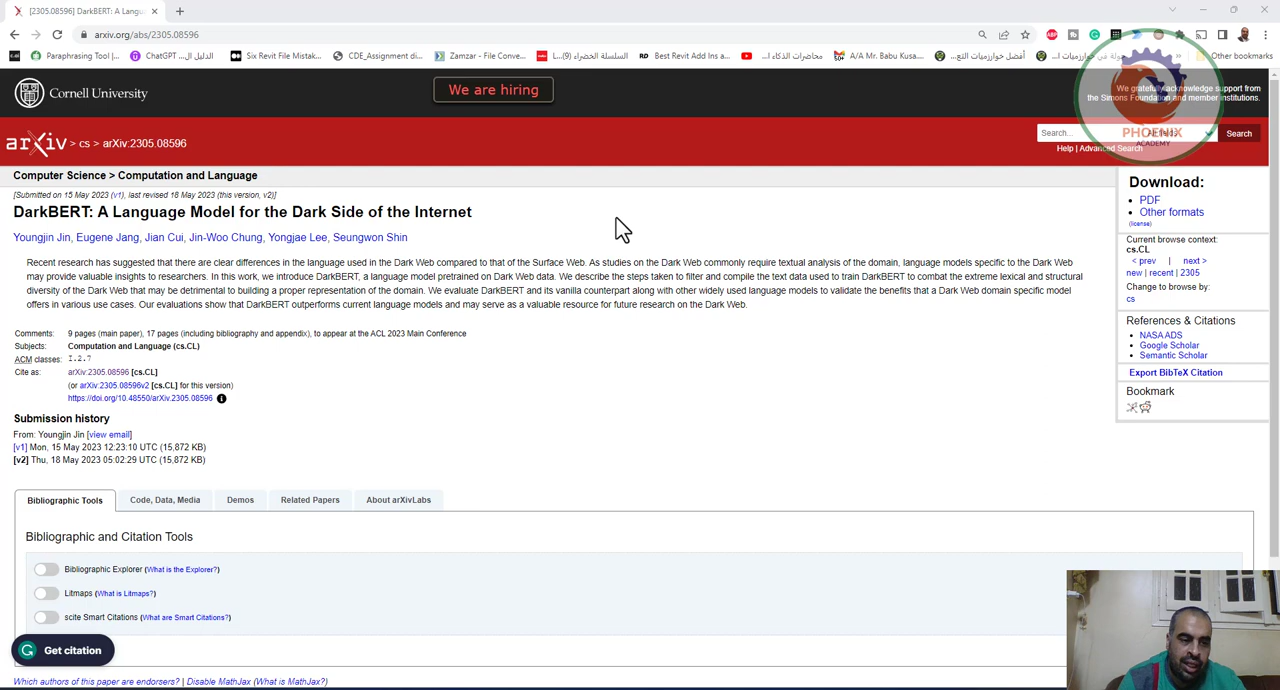 [2305.08596] DarkBERT: A Langu
arxiv.org/abs/2305.08596
Paraphrasing Tool |...
ChatGPT الدليل ال...
Six Revit File Mistak...
CDE_Assignment di...
Zamzar - File Conve...
السلسلة الخضراء (9)...ا
Best Revit Add Ins a...
محاضرات الذكاء ا...
A/A Mr. Babu Kusa...
أفضل خوارزميات التج...
Other bookmarks
Cornell University
We are hiring
We gratefully acknowledge support from
the Simons Foundation and member institutions.
PHOENIX
ACADEMY
arXiv > cs > arXiv:2305.08596
Search...
Search
Help | Advanced Search
Computer Science > Computation and Language
[Submitted on 15 May 2023 (v1), last revised 18 May 2023 (this version, v2)]
DarkBERT: A Language Model for the Dark Side of the Internet
Youngjin Jin, Eugene Jang, Jian Cui, Jin-Woo Chung, Yongjae Lee, Seungwon Shin
Recent research has suggested that there are clear differences in the language used in the Dark Web compared to that of the Surface Web. As studies on the Dark Web commonly require textual analysis of the domain, language models specific to the Dark Web
may provide valuable insights to researchers. In this work, we introduce DarkBERT, a language model pretrained on Dark Web data. We describe the steps taken to filter and compile the text data used to train DarkBERT to combat the extreme lexical and structural
diversity of the Dark Web that may be detrimental to building a proper representation of the domain. We evaluate DarkBERT and its vanilla counterpart along with other widely used language models to validate the benefits that a Dark Web domain specific model
offers in various use cases. Our evaluations show that DarkBERT outperforms current language models and may serve as a valuable resource for future research on the Dark Web.
Comments: 9 pages (main paper), 17 pages (including bibliography and appendix), to appear at the ACL 2023 Main Conference
Subjects: Computation and Language (cs.CL)
ACM classes: I.2.7
Cite as: arXiv:2305.08596 [cs.CL]
(or arXiv:2305.08596v2 [cs.CL] for this version)
https://doi.org/10.48550/arXiv.2305.08596
Submission history
From: Youngjin Jin [view email]
[v1] Mon, 15 May 2023 12:23:10 UTC (15,872 KB)
[v2] Thu, 18 May 2023 05:02:29 UTC (15,872 KB)
Download:
PDF
Other formats
(license)
Current browse context:
cs.CL
< prev | next >
new | recent | 2305
Change to browse by:
cs
References & Citations
NASA ADS
Google Scholar
Semantic Scholar
Export BibTeX Citation
Bookmark
Bibliographic Tools
Code, Data, Media
Demos
Related Papers
About arXivLabs
Bibliographic and Citation Tools
Bibliographic Explorer (What is the Explorer?)
Litmaps (What is Litmaps?)
scite Smart Citations (What are Smart Citations?)
Get citation
Which authors of this paper are endorsers? | Disable MathJax (What is MathJax?)